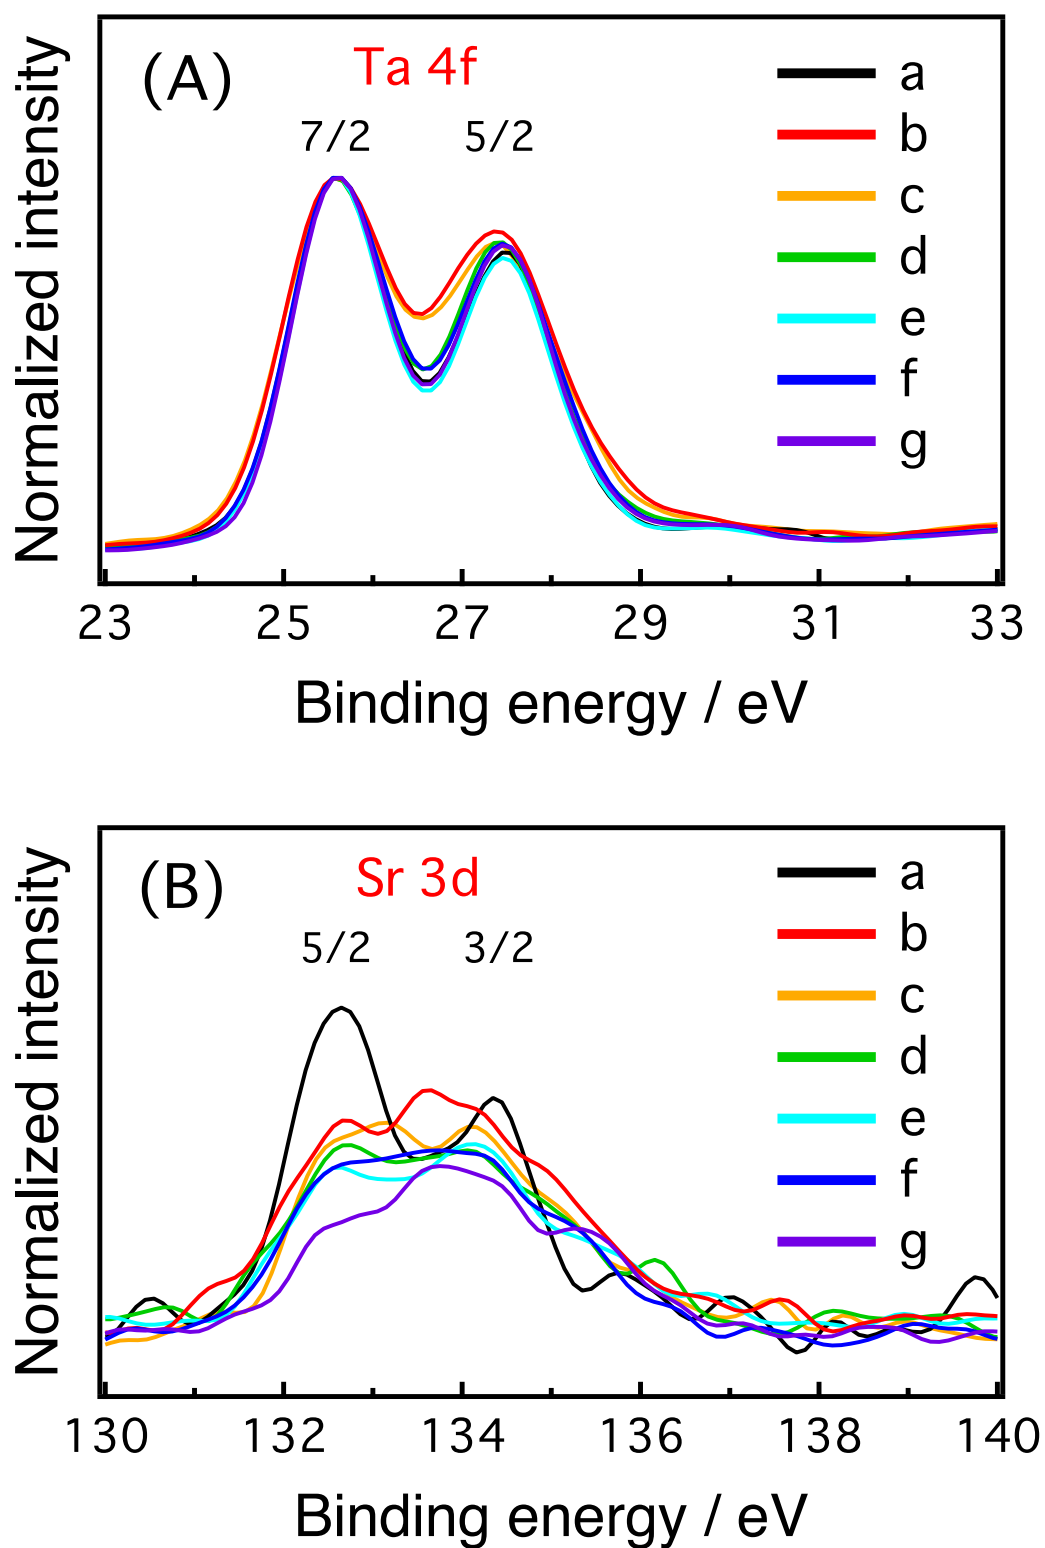 (A) Ta 4f
7/2 5/2
a
b
c
d
e
f
g
Normalized intensity
23 25 27 29 31 33
Binding energy / eV
(B) Sr 3d
5/2 3/2
a
b
c
d
e
f
g
Normalized intensity
130 132 134 136 138 140
Binding energy / eV